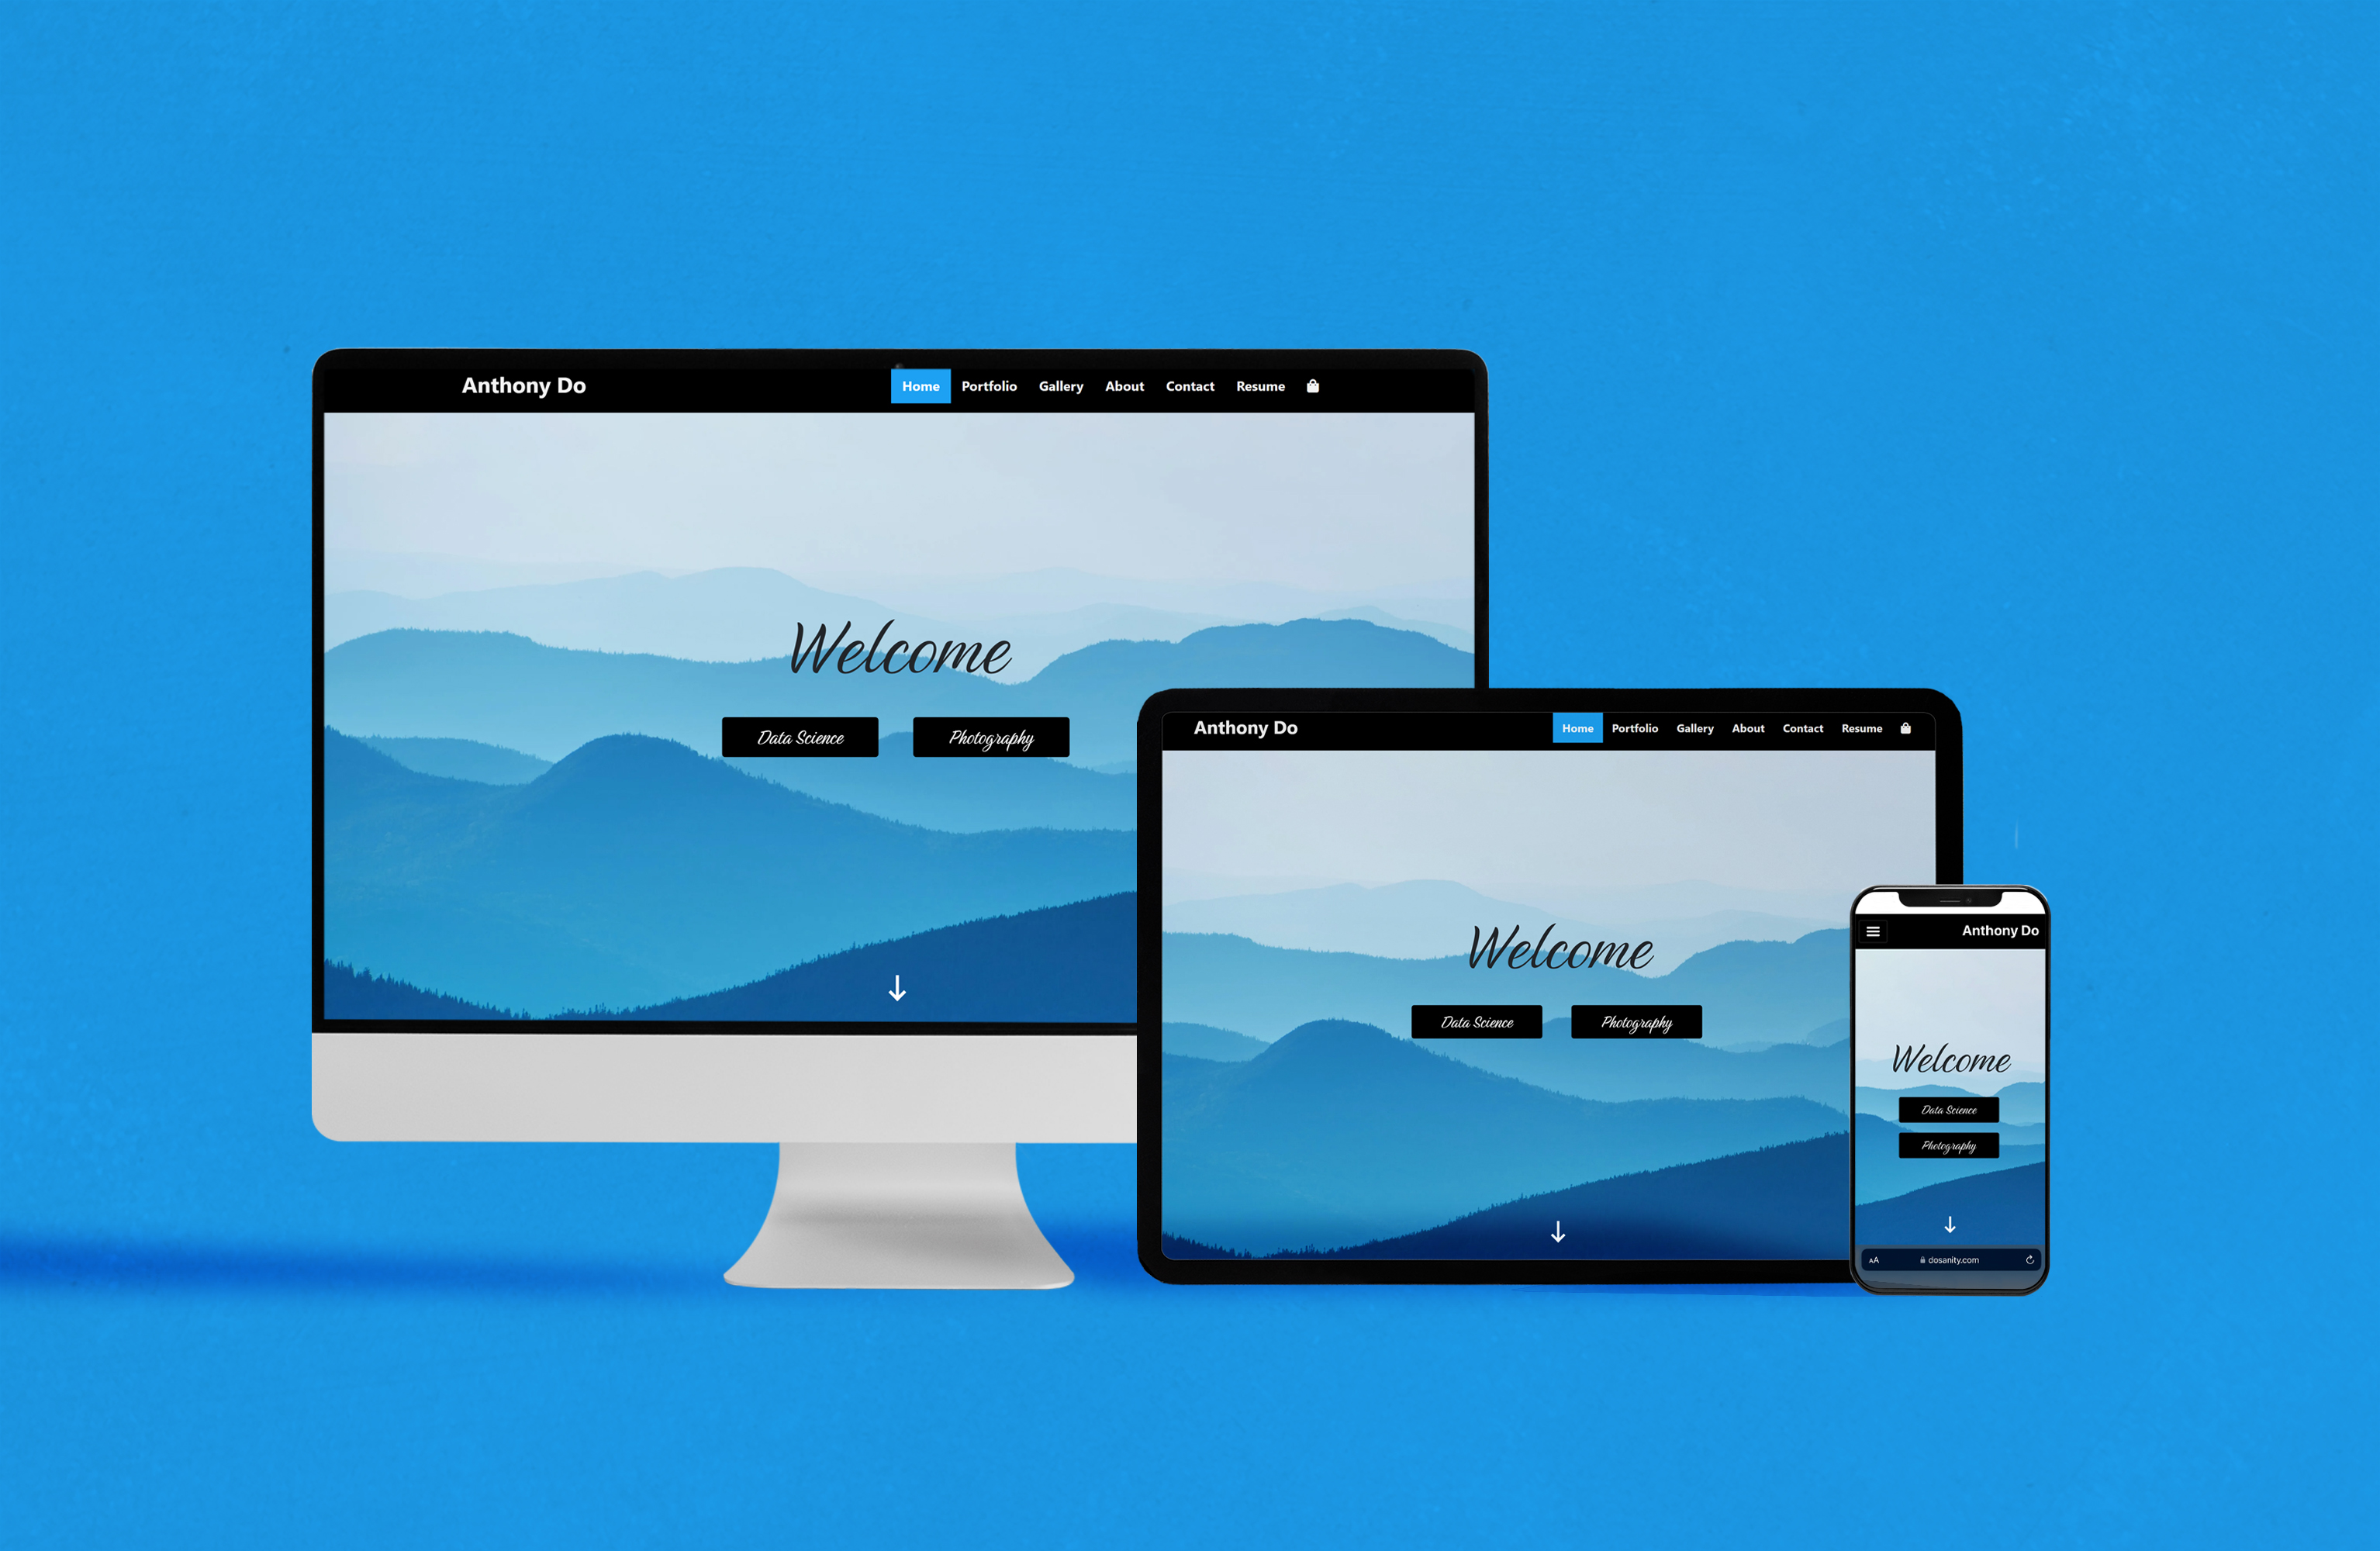 Anthony Do Home Portfolio Gallery About Contact Resume
Welcome
Data Science Photography
Anthony Do Home Portfolio Gallery About Contact Resume
Welcome
Data Science Photography
Anthony Do
Welcome
Data Science
Photography
AA dosanity.com